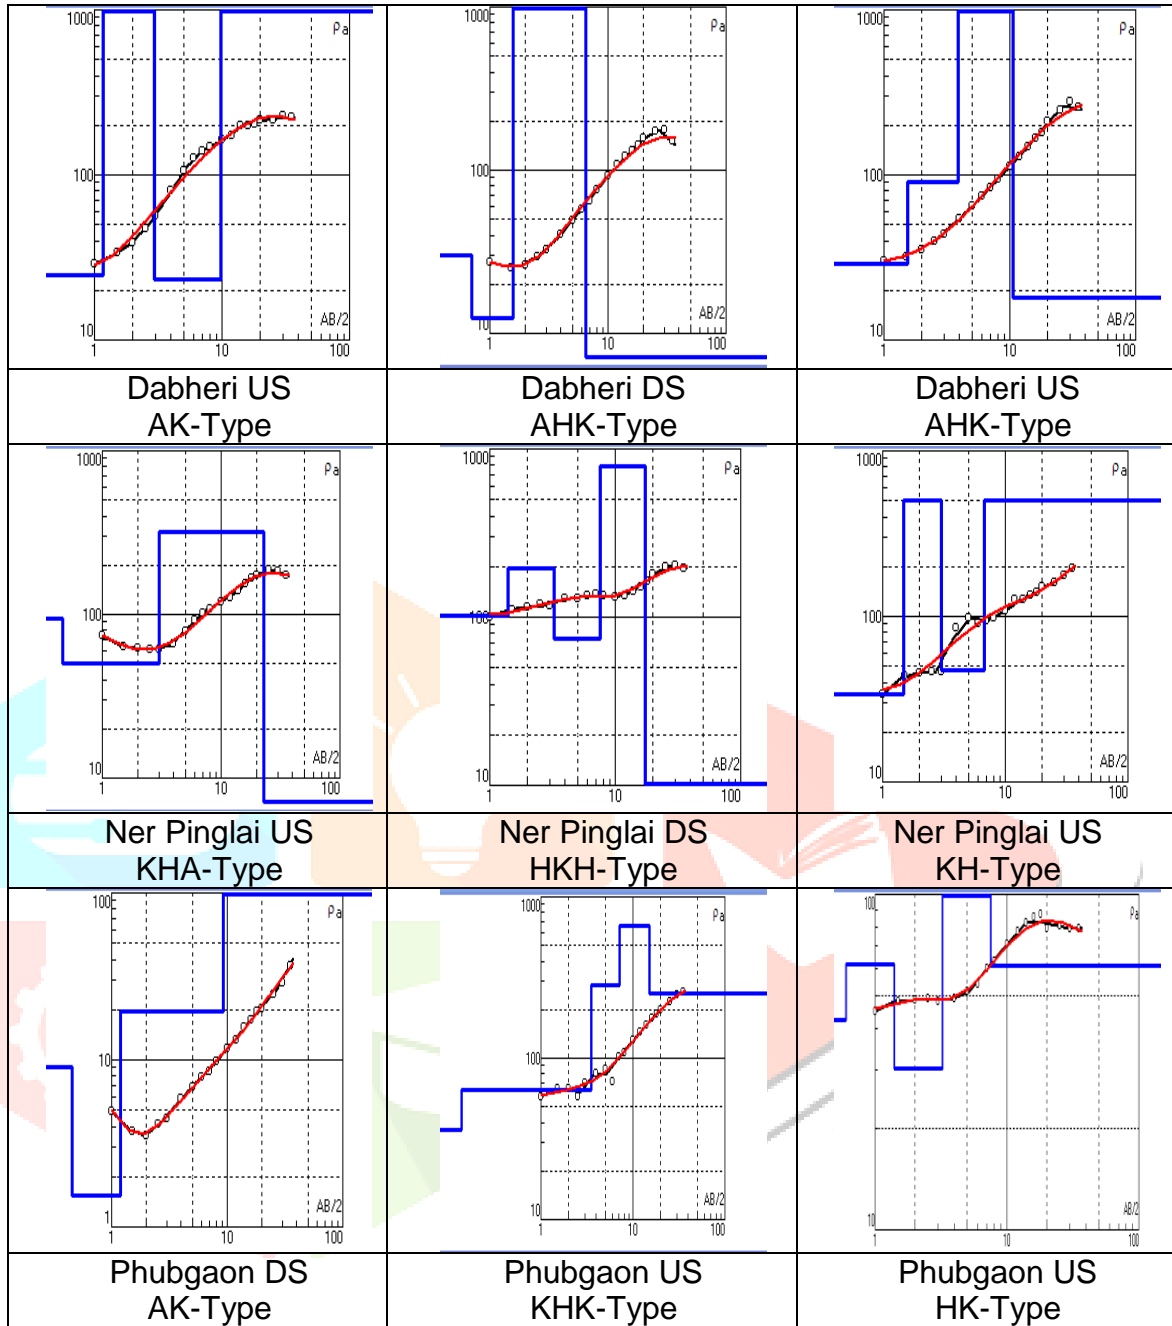 1000
ρa
100
10
AB/2
1 10 100
1000
ρa
100
10
AB/2
1 10 100
1000
ρa
100
10
AB/2
1 10 100
Dabheri US
AK-Type
Dabheri DS
AHK-Type
Dabheri US
AHK-Type
1000
ρa
100
10
AB/2
1 10 100
1000
ρa
100
10
AB/2
1 10 100
1000
ρa
100
10
AB/2
1 10 100
Ner Pinglai US
KHA-Type
Ner Pinglai DS
HKH-Type
Ner Pinglai US
KH-Type
100
ρa
10
1
AB/2
1 10 100
1000
ρa
100
10
AB/2
1 10 100
100
ρa
10
AB/2
1 10 100
Phubgaon DS
AK-Type
Phubgaon US
KHK-Type
Phubgaon US
HK-Type